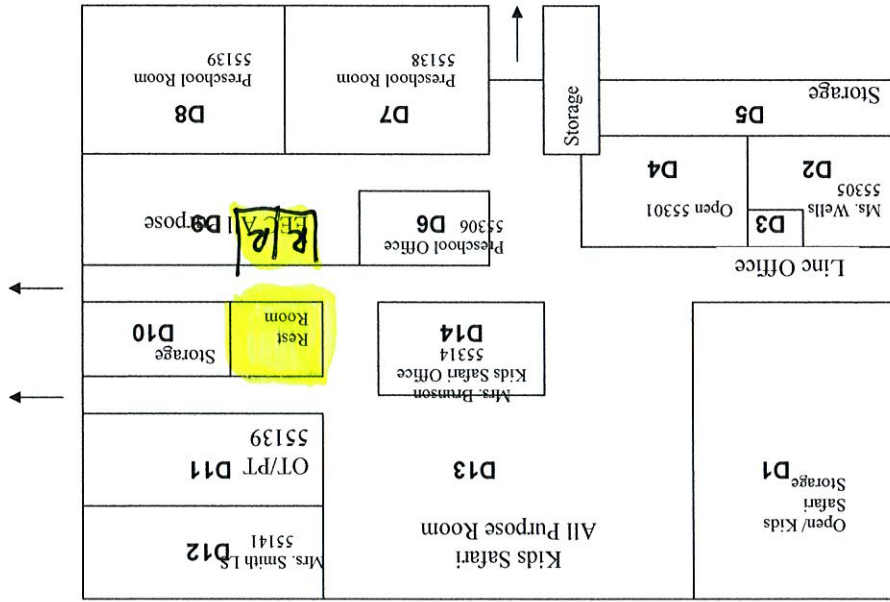 Kids Safari
All Purpose Room
D13
Open/ Kids
Safari
Storage
D1
Mrs. Smith LS
D12
55141
OT/PT
D11
55139
Mrs. Brunson
Kids Safari Office
55314
D14
Rest
Room
Storage
D10
Linc Office
D3
Ms. Wells
55305
D2
Open 55301
D4
Preschool Office
55306
D6
R R
D9
D5
Storage
Storage
D7
Preschool Room
55138
D8
Preschool Room
55139